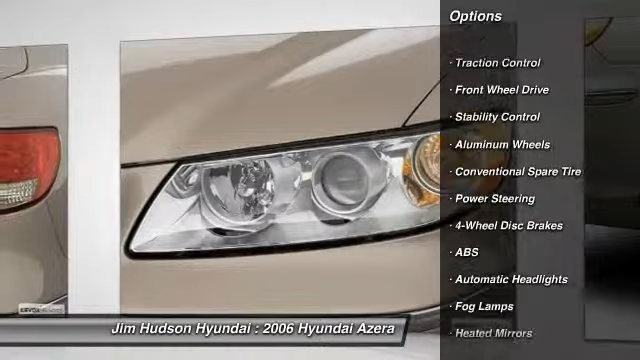 Options
· Traction Control
· Front Wheel Drive
· Stability Control
· Aluminum Wheels
· Conventional Spare Tire
· Power Steering
· 4-Wheel Disc Brakes
· ABS
· Automatic Headlights
· Fog Lamps
· Heated Mirrors
Jim Hudson Hyundai : 2006 Hyundai Azera